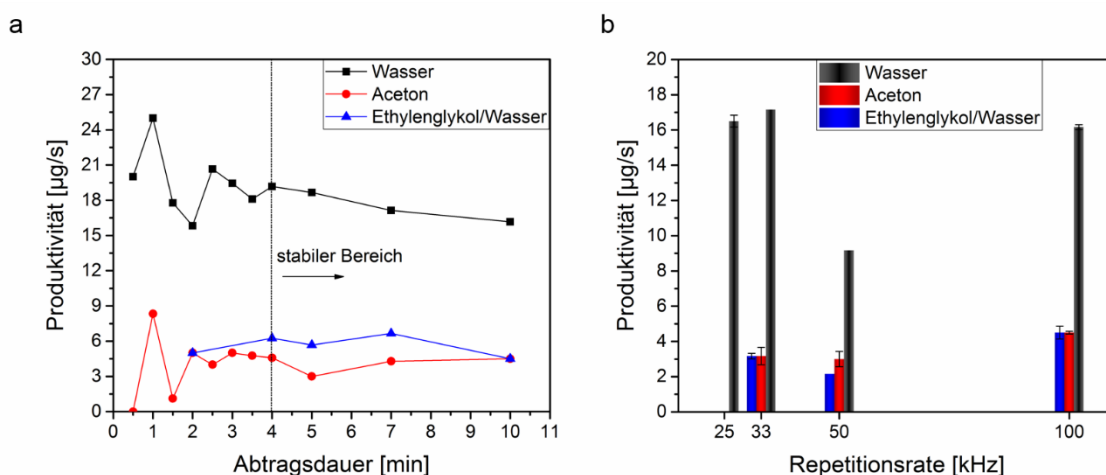 a
30
27
24
21
18
15
12
9
6
3
0
Produktivität [µg/s]
Wasser
Aceton
Ethylenglykol/Wasser
stabiler Bereich
0 1 2 3 4 5 6 7 8 9 10 11
Abtragsdauer [min]
b
20
18
16
14
12
10
8
6
4
2
0
Produktivität [µg/s]
Wasser
Aceton
Ethylenglykol/Wasser
25 33 50 100
Repetitionsrate [kHz]